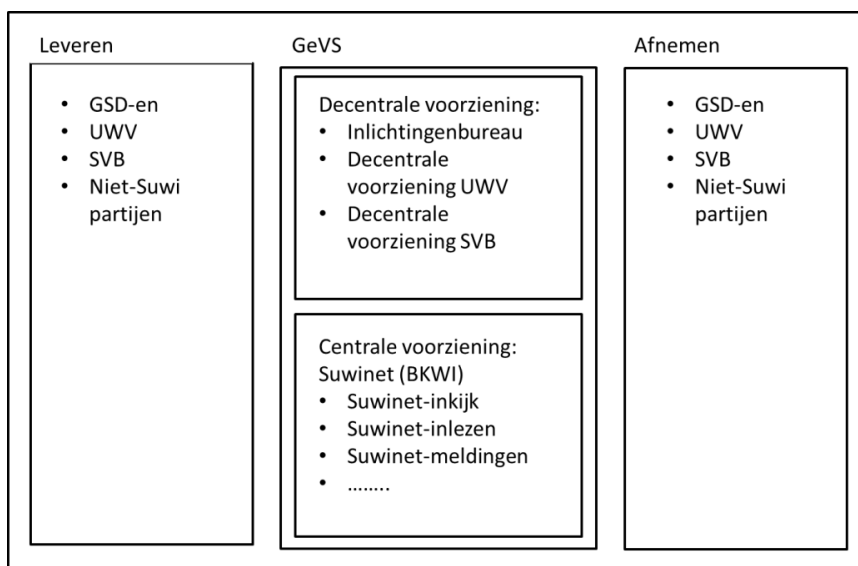 Leveren
• GSD-en
• UWV
• SVB
• Niet-Suwi
partijen
GeVS
Decentrale voorziening:
• Inlichtingenbureau
• Decentrale
voorziening UWV
• Decentrale
voorziening SVB
Centrale voorziening:
Suwinet (BKWI)
• Suwinet-inkijk
• Suwinet-inlezen
• Suwinet-meldingen
• ........
Afnemen
• GSD-en
• UWV
• SVB
• Niet-Suwi
partijen